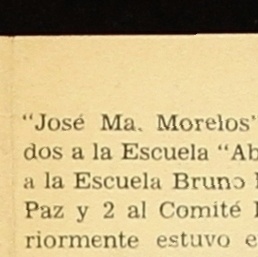 "José Ma. Morelos"
dos a la Escuela "Ab
a la Escuela Bruno
Paz y 2 al Comité
riormente estuvo e